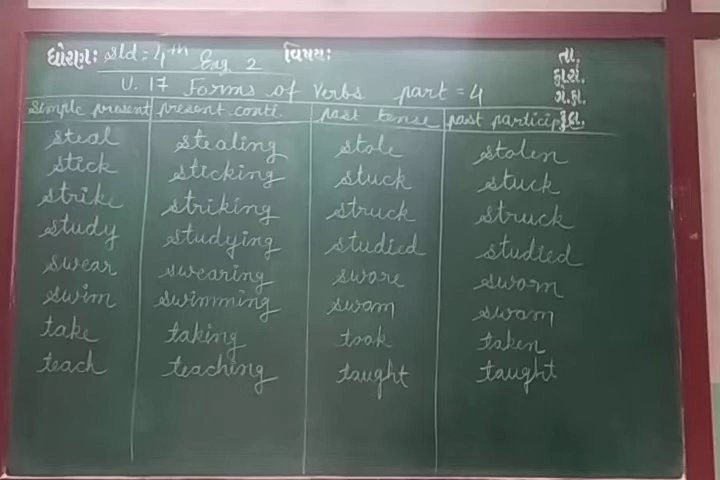 ધોરણ: Std : 4th Eng. 2 વિષય: તા.
કુ.સં.
U. 17 Forms of Verbs part = 4 ગે.હા.
simple present present conti past tense past particip હા.
steal stealing stole stolen
stick sticking stuck stuck
strike striking struck struck
study studying studied studied
swear swearing swore sworn
swim swimming swam swam
take taking took taken
teach teaching taught taught